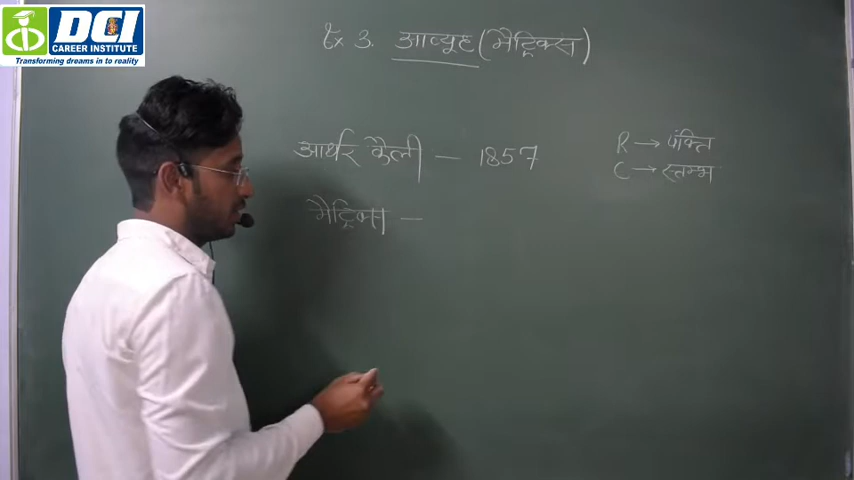 DCI
CAREER INSTITUTE
Transforming dreams in to reality
Ex 3. आव्यूह (मैट्रिक्स)
आर्थर कैली — 1857
R → पंक्ति
C → स्तम्भ
मैट्रिक्स —